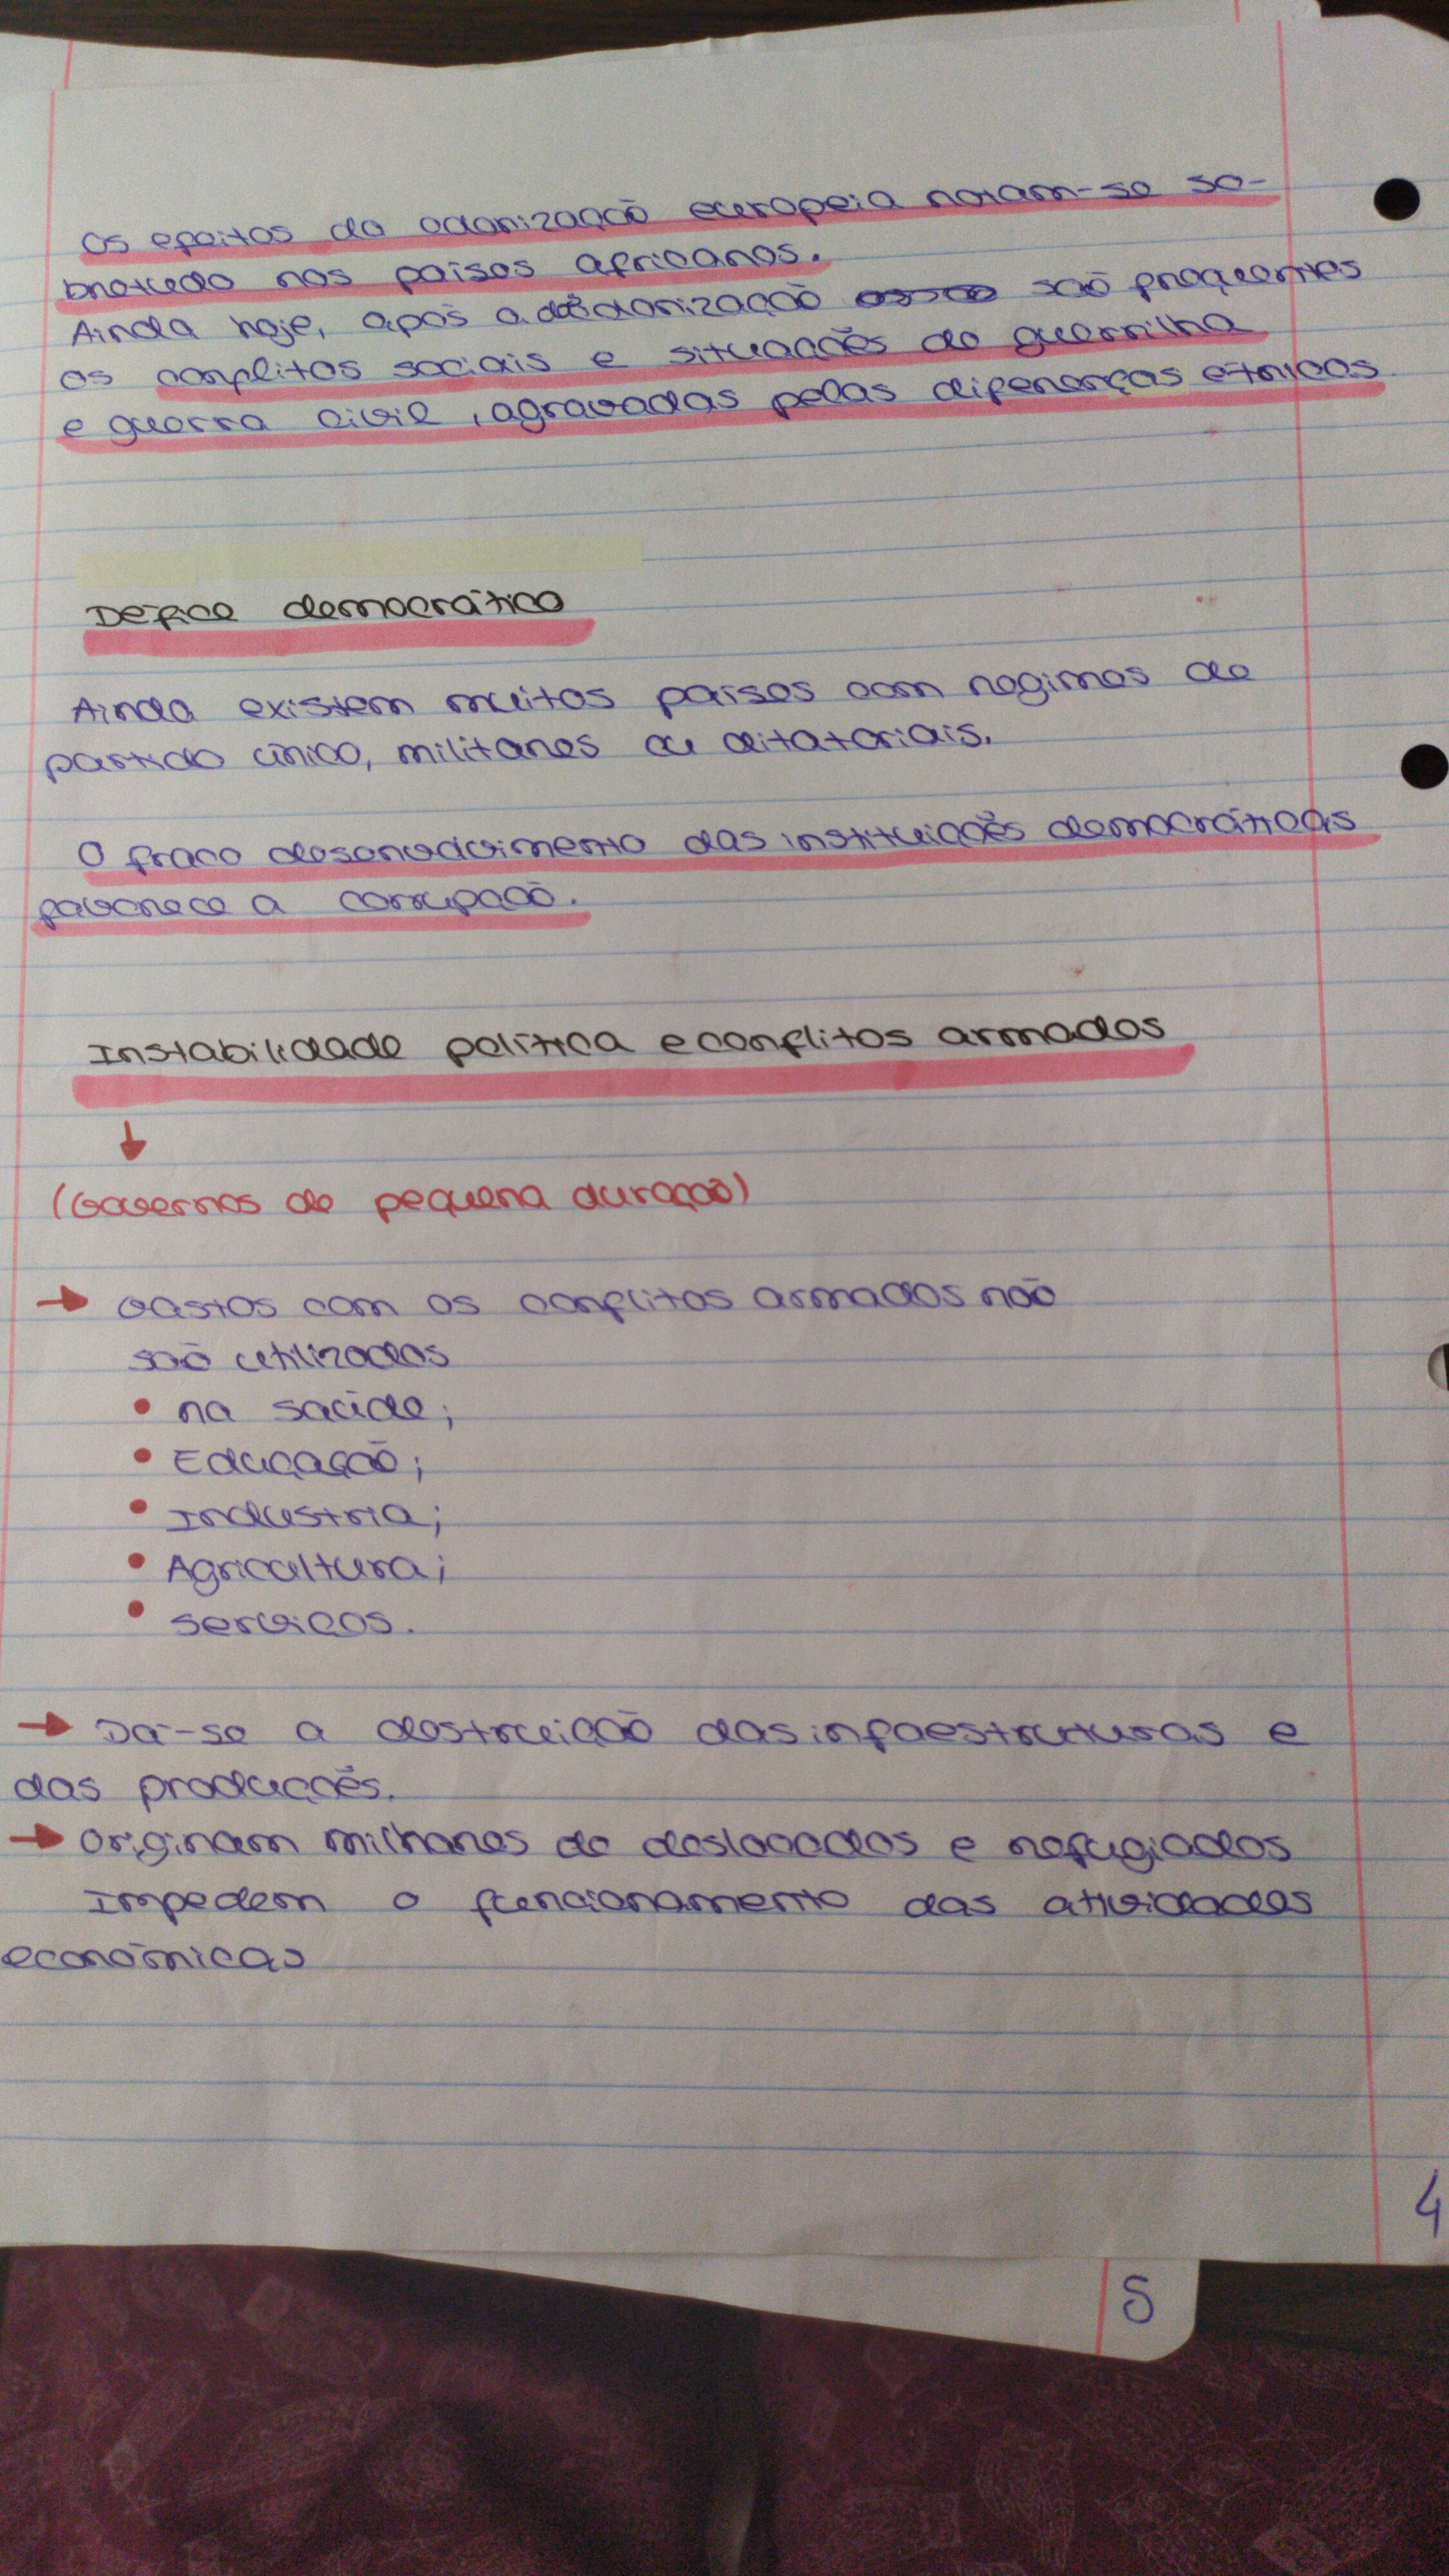 Os efeitos da colonização europeia notam-se so-
bretudo nos países africanos.
Ainda hoje, após a descolonização são frequentes
os conflitos sociais e situações de guerrilha
e guerra civil, agravadas pelas diferenças étnicas
Défice democrático
Ainda existem muitos países com regimes de
partido único, militares ou ditatoriais.
O fraco desenvolvimento das instituições democráticas
favorece a corrupção.
Instabilidade política e conflitos armados
↓
(Governos de pequena duração)
→ Gastos com os conflitos armados não
são utilizados
• na saúde;
• Educação;
• Indústria;
• Agricultura;
• serviços.
→ Dá-se a destruição das infaestruturas e
das produções.
→ Originam milhares de deslocados e refugiados
Impedem o funcionamento das atividades
económicas
4
5